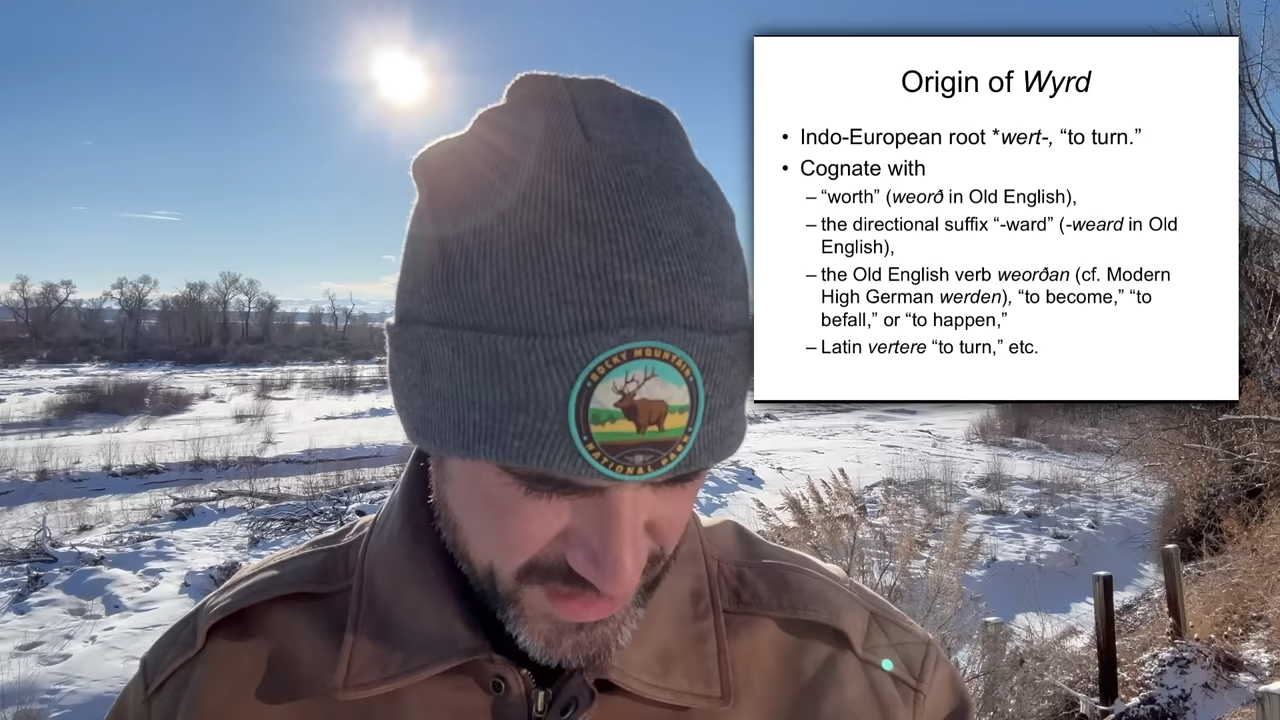 Origin of Wyrd
• Indo-European root *wert-, “to turn.”
• Cognate with
– “worth” (weorð in Old English),
– the directional suffix “-ward” (-weard in Old
English),
– the Old English verb weorðan (cf. Modern
High German werden), “to become,” “to
befall,” or “to happen,”
– Latin vertere “to turn,” etc.
ROCKY MOUNTAIN
NATIONAL PARK